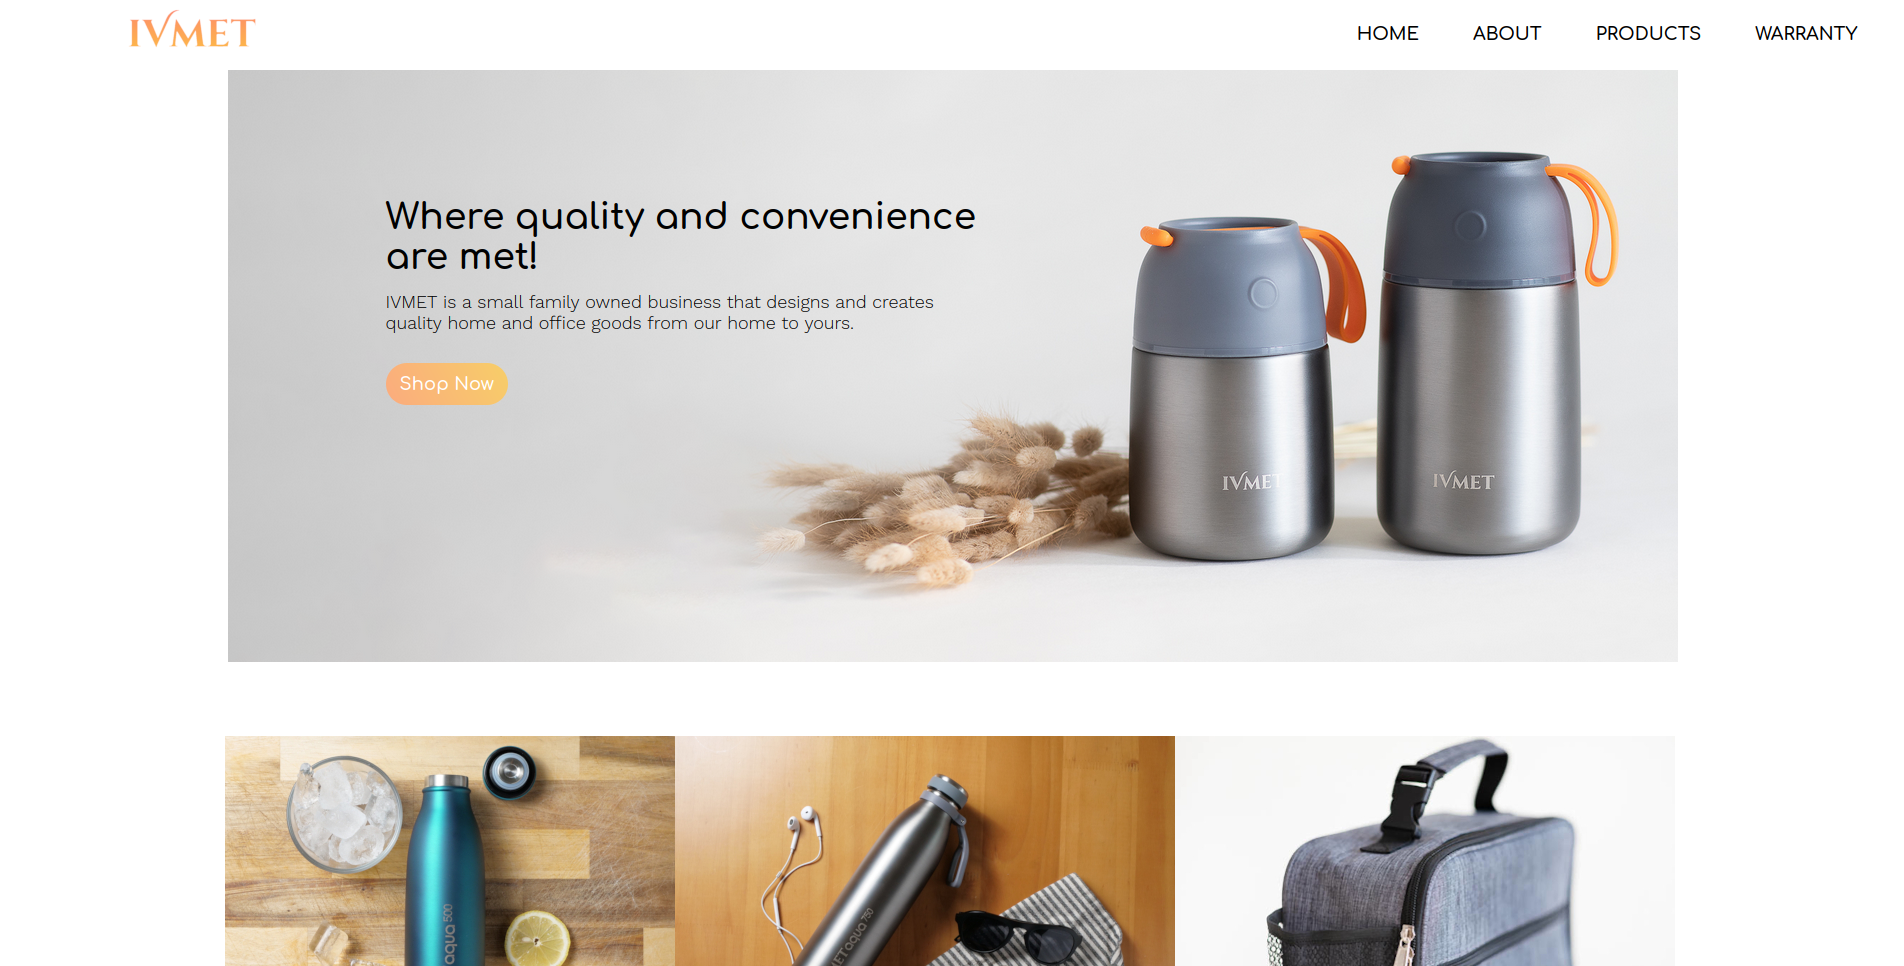 IVMET
HOME ABOUT PRODUCTS WARRANTY
Where quality and convenience
are met!
IVMET is a small family owned business that designs and creates
quality home and office goods from our home to yours.
Shop Now
IVMET
IVMET
aqua 500
aqua 750